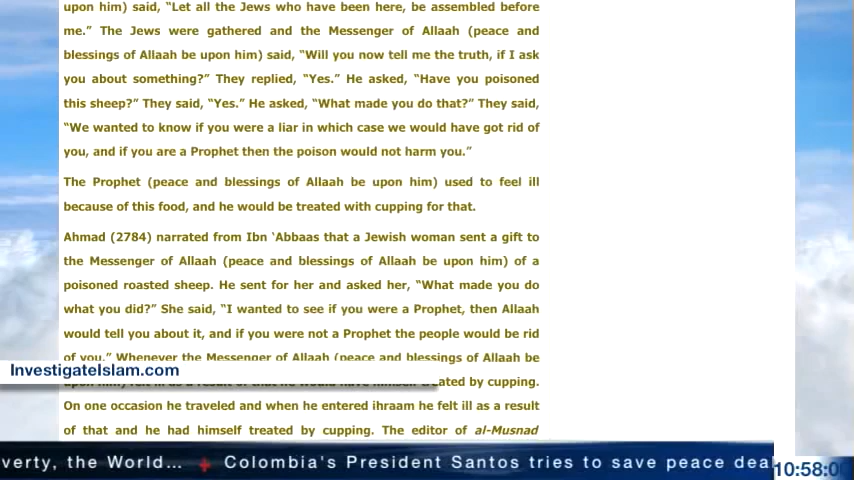 upon him) said, “Let all the Jews who have been here, be assembled before
me.” The Jews were gathered and the Messenger of Allaah (peace and
blessings of Allaah be upon him) said, “Will you now tell me the truth, if I ask
you about something?” They replied, “Yes.” He asked, “Have you poisoned
this sheep?” They said, “Yes.” He asked, “What made you do that?” They said,
“We wanted to know if you were a liar in which case we would have got rid of
you, and if you are a Prophet then the poison would not harm you.”
The Prophet (peace and blessings of Allaah be upon him) used to feel ill
because of this food, and he would be treated with cupping for that.
Ahmad (2784) narrated from Ibn ‘Abbaas that a Jewish woman sent a gift to
the Messenger of Allaah (peace and blessings of Allaah be upon him) of a
poisoned roasted sheep. He sent for her and asked her, “What made you do
what you did?” She said, “I wanted to see if you were a Prophet, then Allaah
would tell you about it, and if you were not a Prophet the people would be rid
of you.” Whenever the Messenger of Allaah (peace and blessings of Allaah be
InvestigateIslam.com
upon him) felt ill as a result of that he would have himself treated by cupping.
On one occasion he traveled and when he entered ihraam he felt ill as a result
of that and he had himself treated by cupping. The editor of al-Musnad
verty, the World... Colombia's President Santos tries to save peace dea
10:58:0